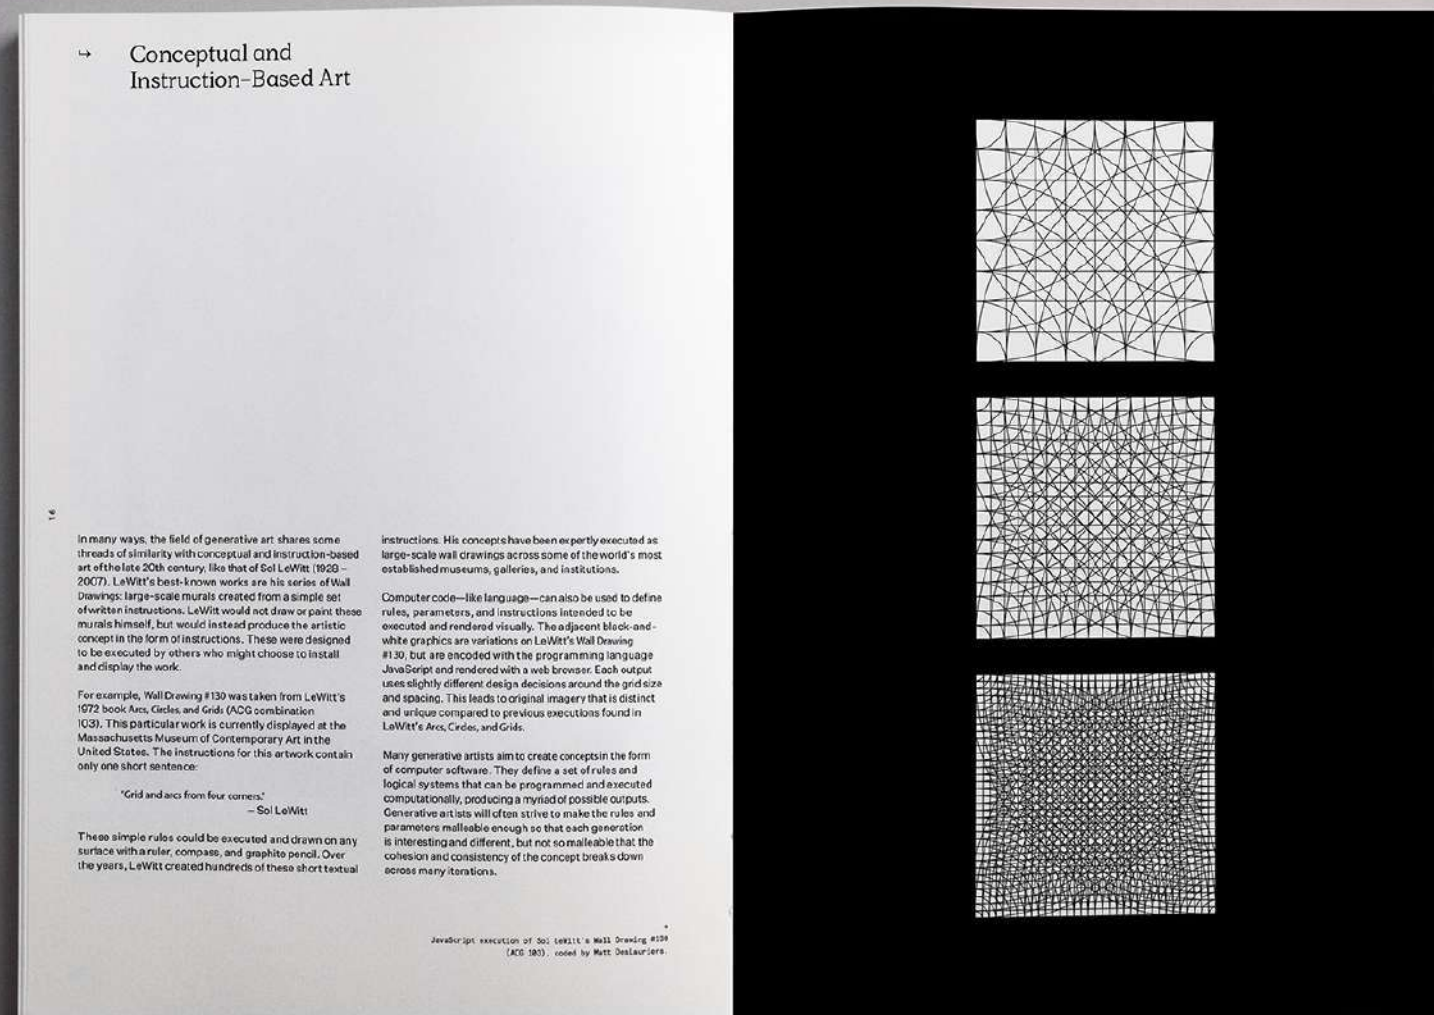 ↪ Conceptual and
Instruction-Based Art
16
In many ways, the field of generative art shares some
threads of similarity with conceptual and instruction-based
art of the late 20th century, like that of Sol LeWitt (1928 –
2007). LeWitt's best-known works are his series of Wall
Drawings: large-scale murals created from a simple set
of written instructions. LeWitt would not draw or paint these
murals himself, but would instead produce the artistic
concept in the form of instructions. These were designed
to be executed by others who might choose to install
and display the work.
For example, Wall Drawing #130 was taken from LeWitt's
1972 book Arcs, Circles, and Grids (ACG combination
103). This particular work is currently displayed at the
Massachusetts Museum of Contemporary Art in the
United States. The instructions for this artwork contain
only one short sentence:
"Grid and arcs from four corners."
– Sol LeWitt
These simple rules could be executed and drawn on any
surface with a ruler, compass, and graphite pencil. Over
the years, LeWitt created hundreds of these short textual
instructions. His concepts have been expertly executed as
large-scale wall drawings across some of the world's most
established museums, galleries, and institutions.
Computer code—like language—can also be used to define
rules, parameters, and instructions intended to be
executed and rendered visually. The adjacent black-and-
white graphics are variations on LeWitt's Wall Drawing
#130, but are encoded with the programming language
JavaScript and rendered with a web browser. Each output
uses slightly different design decisions around the grid size
and spacing. This leads to original imagery that is distinct
and unique compared to previous executions found in
LeWitt's Arcs, Circles, and Grids.
Many generative artists aim to create concepts in the form
of computer software. They define a set of rules and
logical systems that can be programmed and executed
computationally, producing a myriad of possible outputs.
Generative artists will often strive to make the rules and
parameters malleable enough so that each generation
is interesting and different, but not so malleable that the
cohesion and consistency of the concept breaks down
across many iterations.
JavaScript execution of Sol LeWitt's Wall Drawing #130
(ACG 103), coded by Matt DesLauriers.